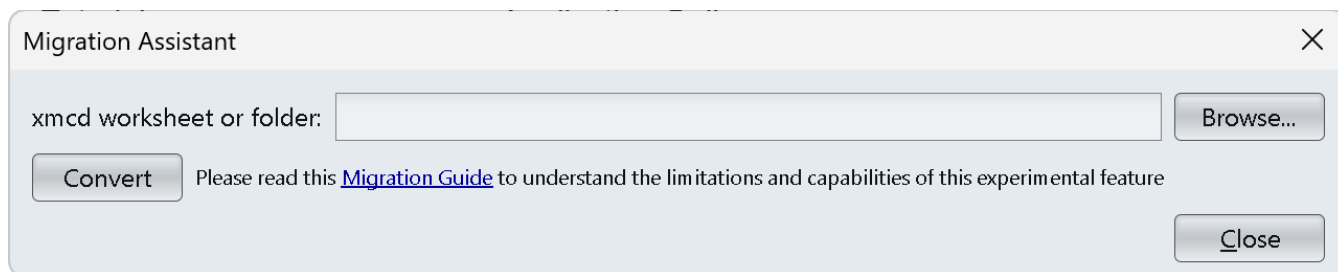 Migration Assistant
xmcd worksheet or folder:
Browse...
Convert
Please read this Migration Guide to understand the limitations and capabilities of this experimental feature
Close